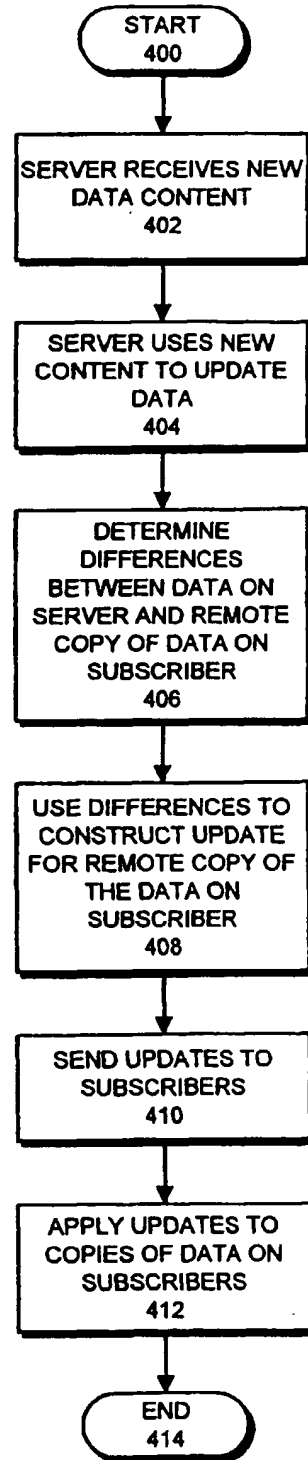 START
400
SERVER RECEIVES NEW
DATA CONTENT
402
SERVER USES NEW
CONTENT TO UPDATE
DATA
404
DETERMINE
DIFFERENCES
BETWEEN DATA ON
SERVER AND REMOTE
COPY OF DATA ON
SUBSCRIBER
406
USE DIFFERENCES TO
CONSTRUCT UPDATE
FOR REMOTE COPY OF
THE DATA ON
SUBSCRIBER
408
SEND UPDATES TO
SUBSCRIBERS
410
APPLY UPDATES TO
COPIES OF DATA ON
SUBSCRIBERS
412
END
414